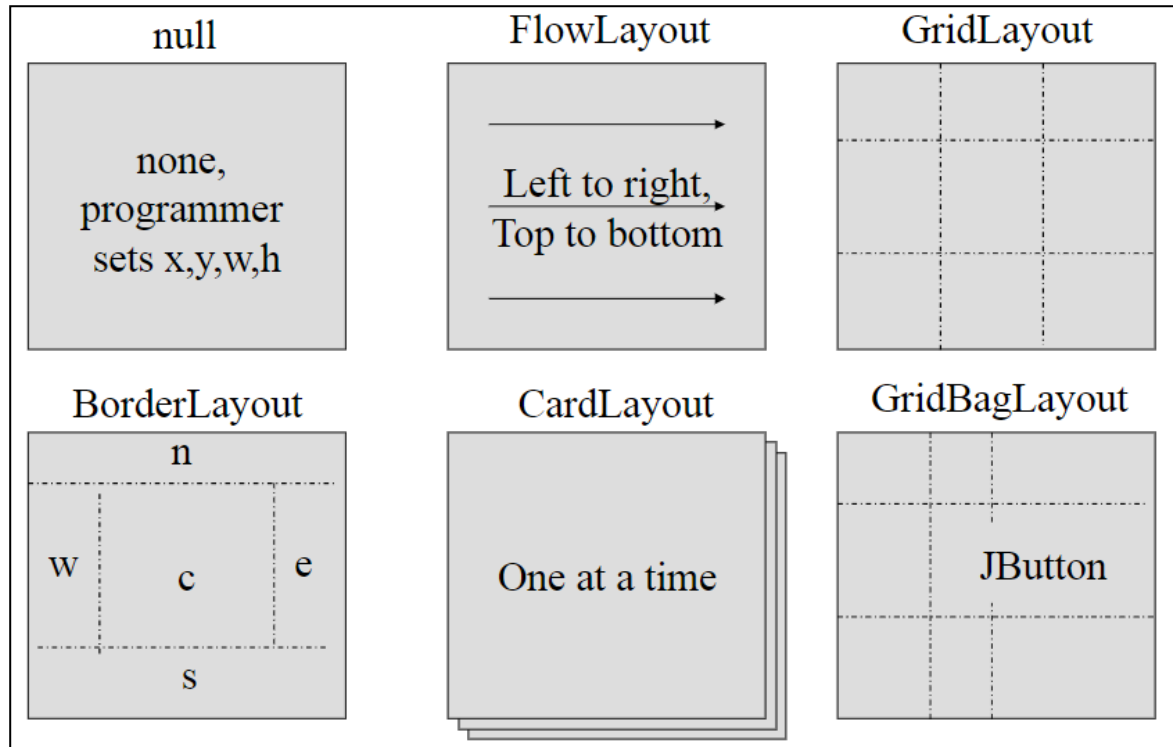 null
FlowLayout
GridLayout
none,
programmer
sets x,y,w,h
Left to right,
Top to bottom
BorderLayout
CardLayout
GridBagLayout
n
w
c
e
s
One at a time
JButton